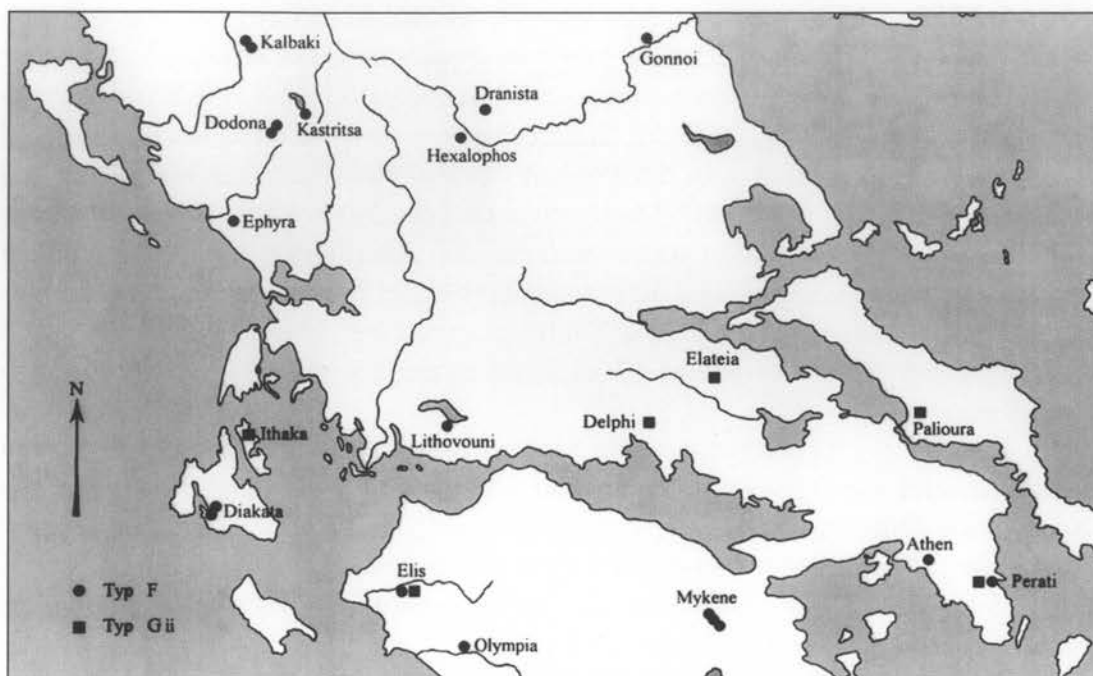 Kalbaki
Gonnoi
Dranista
Dodona
Kastritsa
Hexalophos
Ephyra
Elateia
N
Ithaka
Lithovouni
Delphi
Palioura
Diakata
Athen
Elis
Perati
Typ F
Mykene
Typ Gii
Olympia